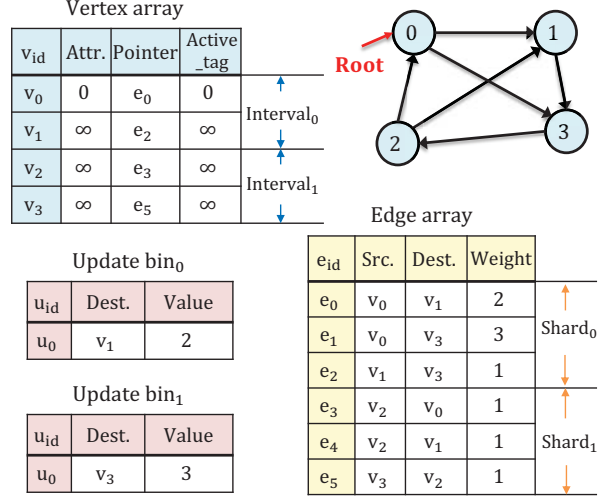 Vertex array
v_id Attr. Pointer Active_tag
v₀ 0 e₀ 0
v₁ ∞ e₂ ∞
v₂ ∞ e₃ ∞
v₃ ∞ e₅ ∞
Interval₀
Interval₁
Root
0
1
2
3
Update bin₀
u_id Dest. Value
u₀ v₁ 2
Update bin₁
u_id Dest. Value
u₀ v₃ 3
Edge array
e_id Src. Dest. Weight
e₀ v₀ v₁ 2
e₁ v₀ v₃ 3
e₂ v₁ v₃ 1
e₃ v₂ v₀ 1
e₄ v₂ v₁ 1
e₅ v₃ v₂ 1
Shard₀
Shard₁